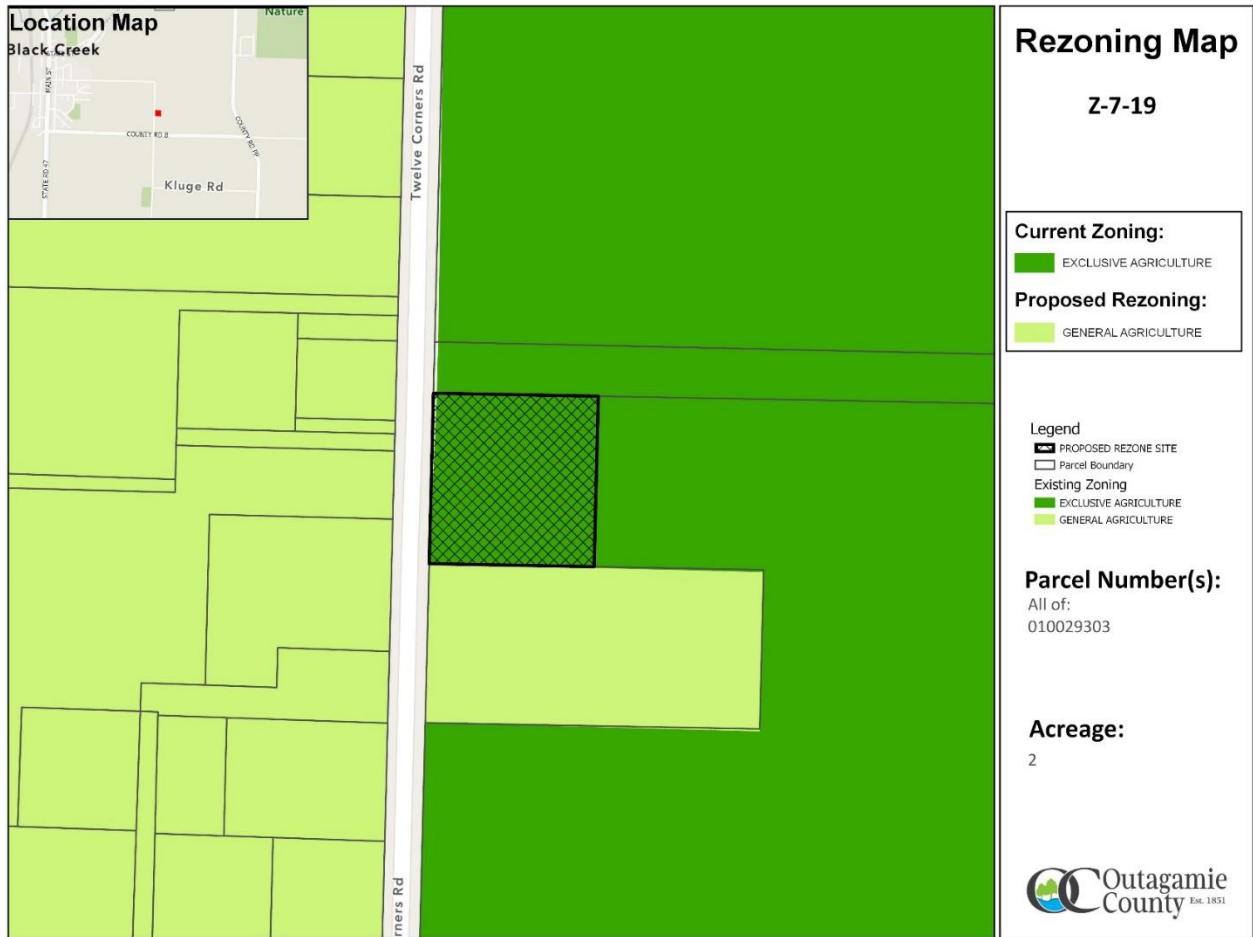 Location Map
Nature
Black Creek
MAIN ST
COUNTY RD B
COUNTY RD PP
STATE RD 47
Kluge Rd
Twelve Corners Rd
rners Rd
Rezoning Map
Z-7-19
Current Zoning:
EXCLUSIVE AGRICULTURE
Proposed Rezoning:
GENERAL AGRICULTURE
Legend
PROPOSED REZONE SITE
Parcel Boundary
Existing Zoning
EXCLUSIVE AGRICULTURE
GENERAL AGRICULTURE
Parcel Number(s):
All of:
010029303
Acreage:
2
OC Outagamie
County Est. 1851